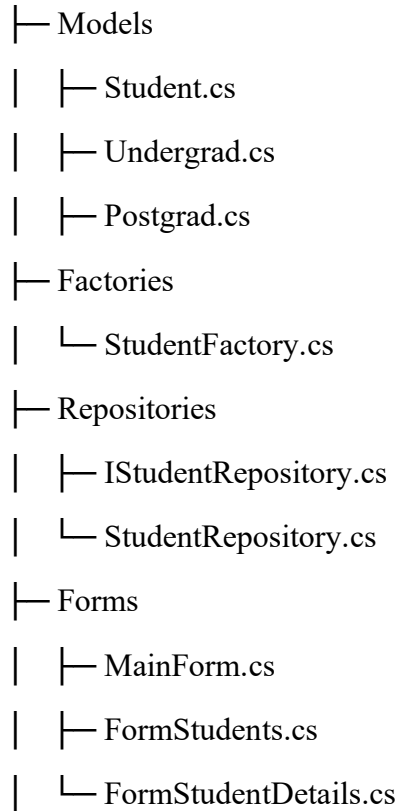 ├─ Models
│ ├─ Student.cs
│ ├─ Undergrad.cs
│ ├─ Postgrad.cs
├─ Factories
│ └─ StudentFactory.cs
├─ Repositories
│ ├─ IStudentRepository.cs
│ └─ StudentRepository.cs
├─ Forms
│ ├─ MainForm.cs
│ ├─ FormStudents.cs
│ └─ FormStudentDetails.cs